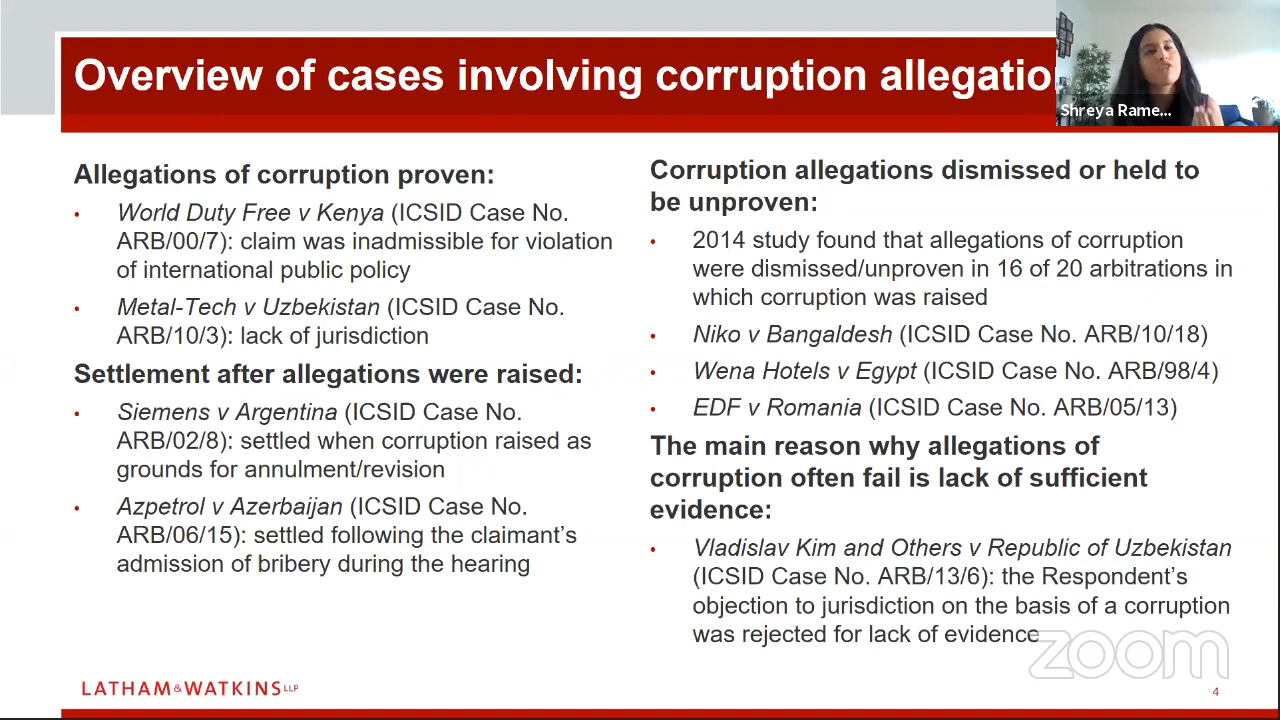 Overview of cases involving corruption allegatio
Shreya Rame...
Allegations of corruption proven:
• World Duty Free v Kenya (ICSID Case No.
ARB/00/7): claim was inadmissible for violation
of international public policy
• Metal-Tech v Uzbekistan (ICSID Case No.
ARB/10/3): lack of jurisdiction
Settlement after allegations were raised:
• Siemens v Argentina (ICSID Case No.
ARB/02/8): settled when corruption raised as
grounds for annulment/revision
• Azpetrol v Azerbaijan (ICSID Case No.
ARB/06/15): settled following the claimant's
admission of bribery during the hearing
Corruption allegations dismissed or held to
be unproven:
• 2014 study found that allegations of corruption
were dismissed/unproven in 16 of 20 arbitrations in
which corruption was raised
• Niko v Bangaldesh (ICSID Case No. ARB/10/18)
• Wena Hotels v Egypt (ICSID Case No. ARB/98/4)
• EDF v Romania (ICSID Case No. ARB/05/13)
The main reason why allegations of
corruption often fail is lack of sufficient
evidence:
• Vladislav Kim and Others v Republic of Uzbekistan
(ICSID Case No. ARB/13/6): the Respondent's
objection to jurisdiction on the basis of a corruption
was rejected for lack of evidence
zoom
LATHAM&WATKINS LLP
4